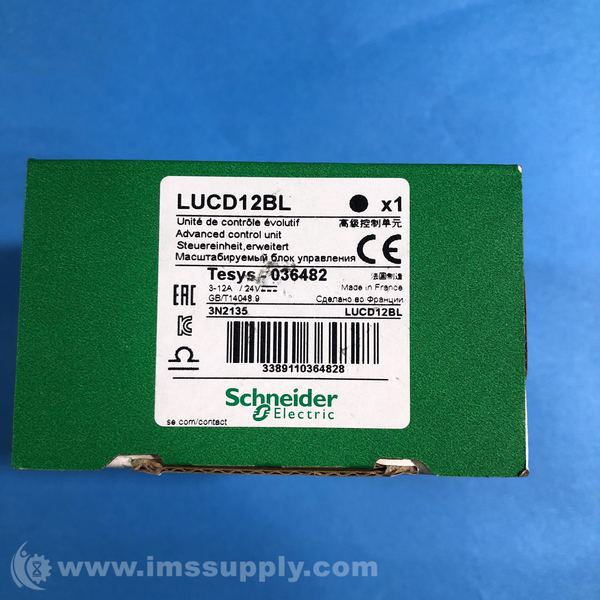 LUCD12BL ● x1
Unité de contrôle évolutif 高级控制单元
Advanced control unit
Steuereinheit,erweitert
Масштабируемый блок управления
CE
Tesys - 036482 法国制造
3-12A / 24V Made in France
GB/T14048.9 Сделано во Франции
EAC
3N2135 LUCD12BL
3389110364828
Schneider
Electric
se.com/contact
www.imssupply.com